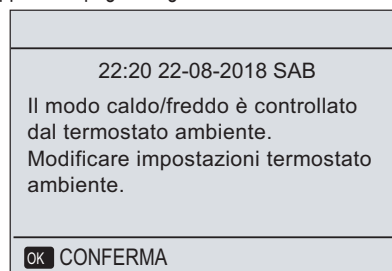 22:20 22-08-2018 SAB
Il modo caldo/freddo è controllato
dal termostato ambiente.
Modificare impostazioni termostato
ambiente.
OK CONFERMA